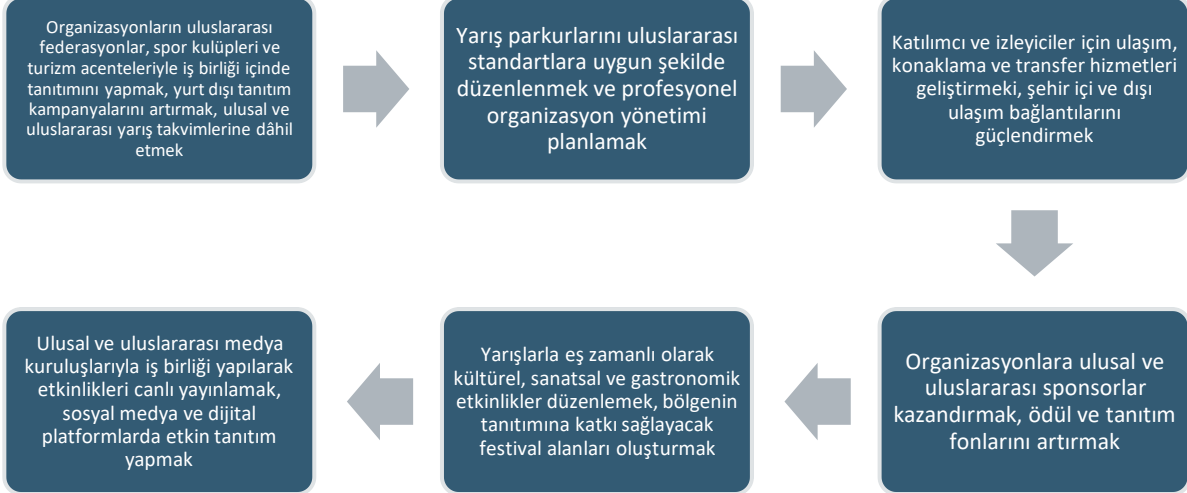 Organizasyonların uluslararası
federasyonlar, spor kulüpleri ve
turizm acenteleriyle iş birliği içinde
tanıtımını yapmak, yurt dışı tanıtım
kampanyalarını artırmak, ulusal ve
uluslararası yarış takvimlerine dâhil
etmek
Yarış parkurlarını uluslararası
standartlara uygun şekilde
düzenlenmek ve profesyonel
organizasyon yönetimi
planlamak
Katılımcı ve izleyiciler için ulaşım,
konaklama ve transfer hizmetleri
geliştirmeki, şehir içi ve dışı
ulaşım bağlantılarını
güçlendirmek
Organizasyonlara ulusal ve
uluslararası sponsorlar
kazandırmak, ödül ve tanıtım
fonlarını artırmak
Yarışlarla eş zamanlı olarak
kültürel, sanatsal ve gastronomik
etkinlikler düzenlemek, bölgenin
tanıtımına katkı sağlayacak
festival alanları oluşturmak
Ulusal ve uluslararası medya
kuruluşlarıyla iş birliği yapılarak
etkinlikleri canlı yayınlamak,
sosyal medya ve dijital
platformlarda etkin tanıtım
yapmak